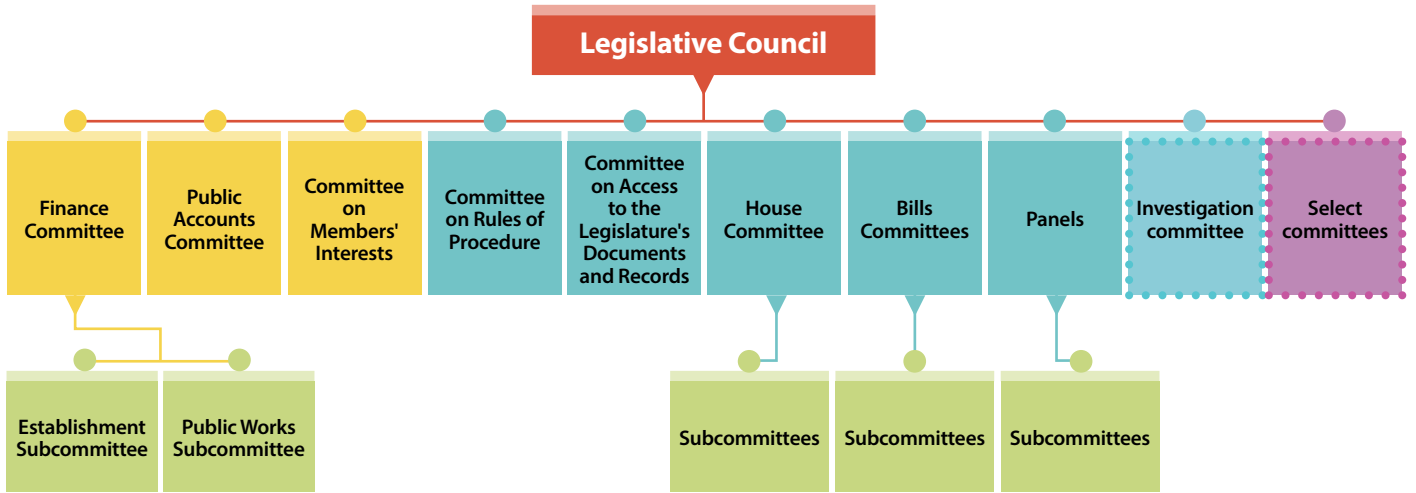 Legislative Council
Finance
Committee
Public
Accounts
Committee
Committee
on
Members'
Interests
Committee
on Rules of
Procedure
Committee
on Access
to the
Legislature's
Documents
and Records
House
Committee
Bills
Committees
Panels
Investigation
committee
Select
committees
Establishment
Subcommittee
Public Works
Subcommittee
Subcommittees
Subcommittees
Subcommittees